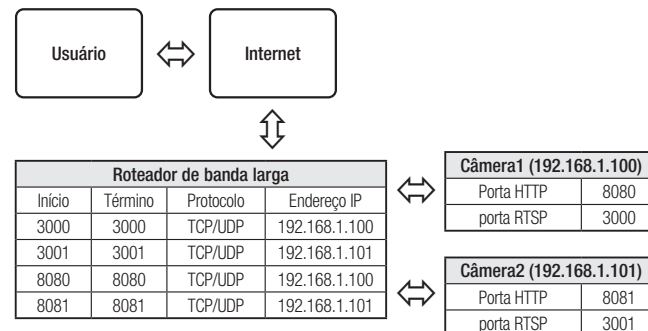 Usuário
Internet
Roteador de banda larga
Início Término Protocolo Endereço IP
3000 3000 TCP/UDP 192.168.1.100
3001 3001 TCP/UDP 192.168.1.101
8080 8080 TCP/UDP 192.168.1.100
8081 8081 TCP/UDP 192.168.1.101
Câmera1 (192.168.1.100)
Porta HTTP 8080
porta RTSP 3000
Câmera2 (192.168.1.101)
Porta HTTP 8081
porta RTSP 3001